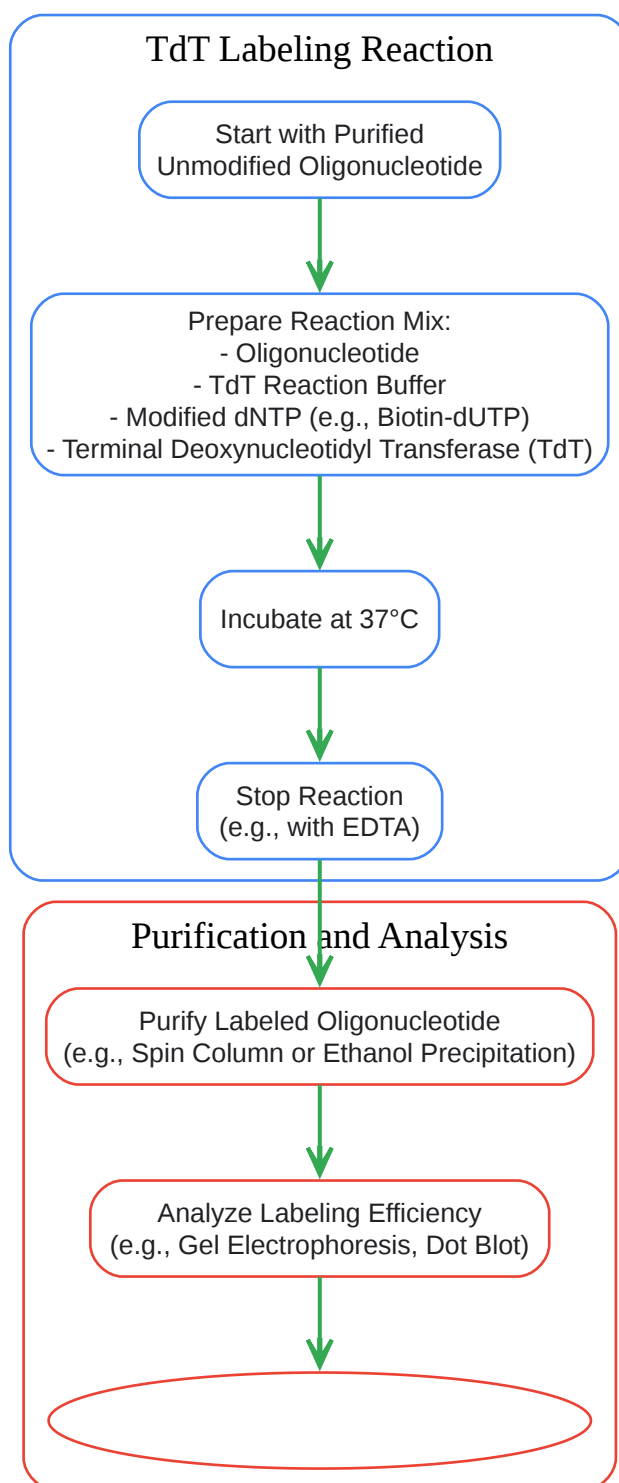 TdT Labeling Reaction
Start with Purified
Unmodified Oligonucleotide
Prepare Reaction Mix:
- Oligonucleotide
- TdT Reaction Buffer
- Modified dNTP (e.g., Biotin-dUTP)
- Terminal Deoxynucleotidyl Transferase (TdT)
Incubate at 37°C
Stop Reaction
(e.g., with EDTA)
Purification and Analysis
Purify Labeled Oligonucleotide
(e.g., Spin Column or Ethanol Precipitation)
Analyze Labeling Efficiency
(e.g., Gel Electrophoresis, Dot Blot)